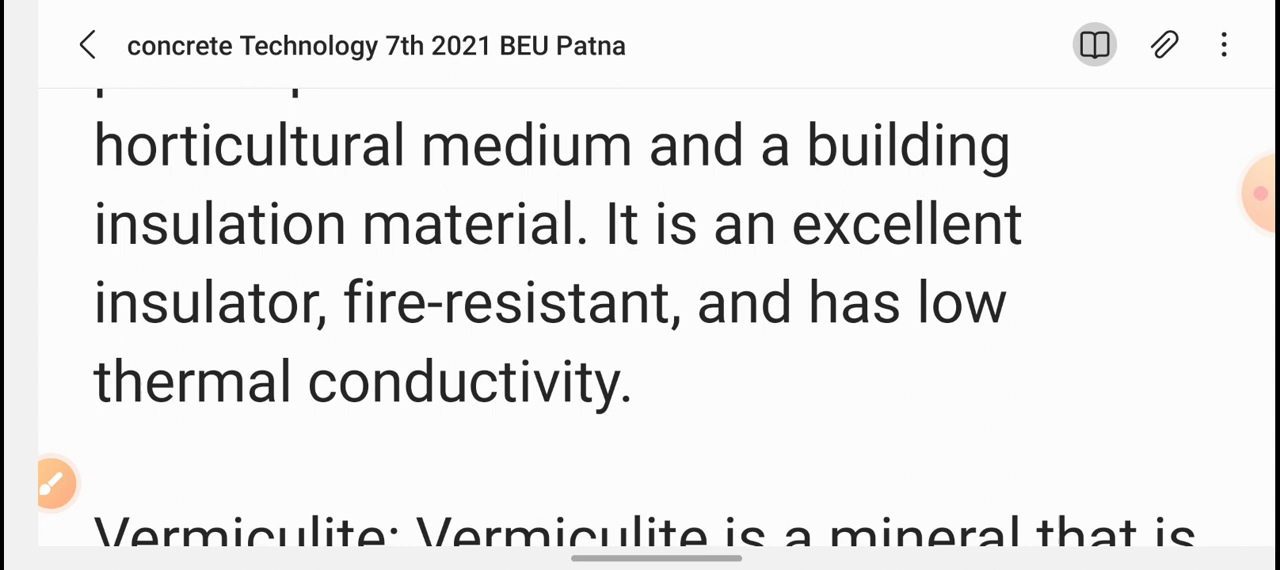 concrete Technology 7th 2021 BEU Patna
horticultural medium and a building
insulation material. It is an excellent
insulator, fire-resistant, and has low
thermal conductivity.
Vermiculite: Vermiculite is a mineral that is